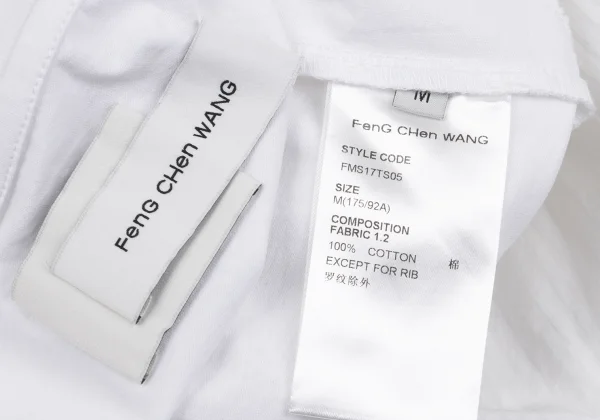 FenG CHen WANG
M
FenG CHen WANG
STYLE CODE
FMS17TS05
SIZE
M(175/92A)
COMPOSITION
FABRIC 1.2
100% COTTON 棉
EXCEPT FOR RIB
罗纹除外